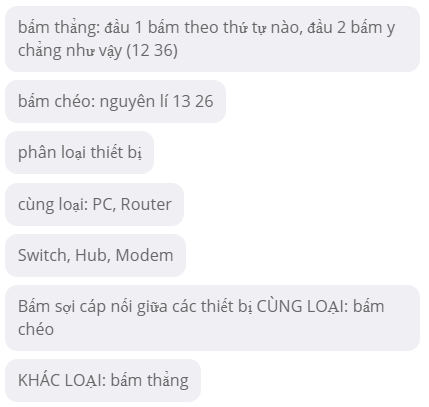 bấm thẳng: đầu 1 bấm theo thứ tự nào, đầu 2 bấm y
chẳng như vậy (12 36)
bấm chéo: nguyên lí 13 26
phân loại thiết bị
cùng loại: PC, Router
Switch, Hub, Modem
Bấm sợi cáp nối giữa các thiết bị CÙNG LOẠI: bấm
chéo
KHÁC LOẠI: bấm thẳng